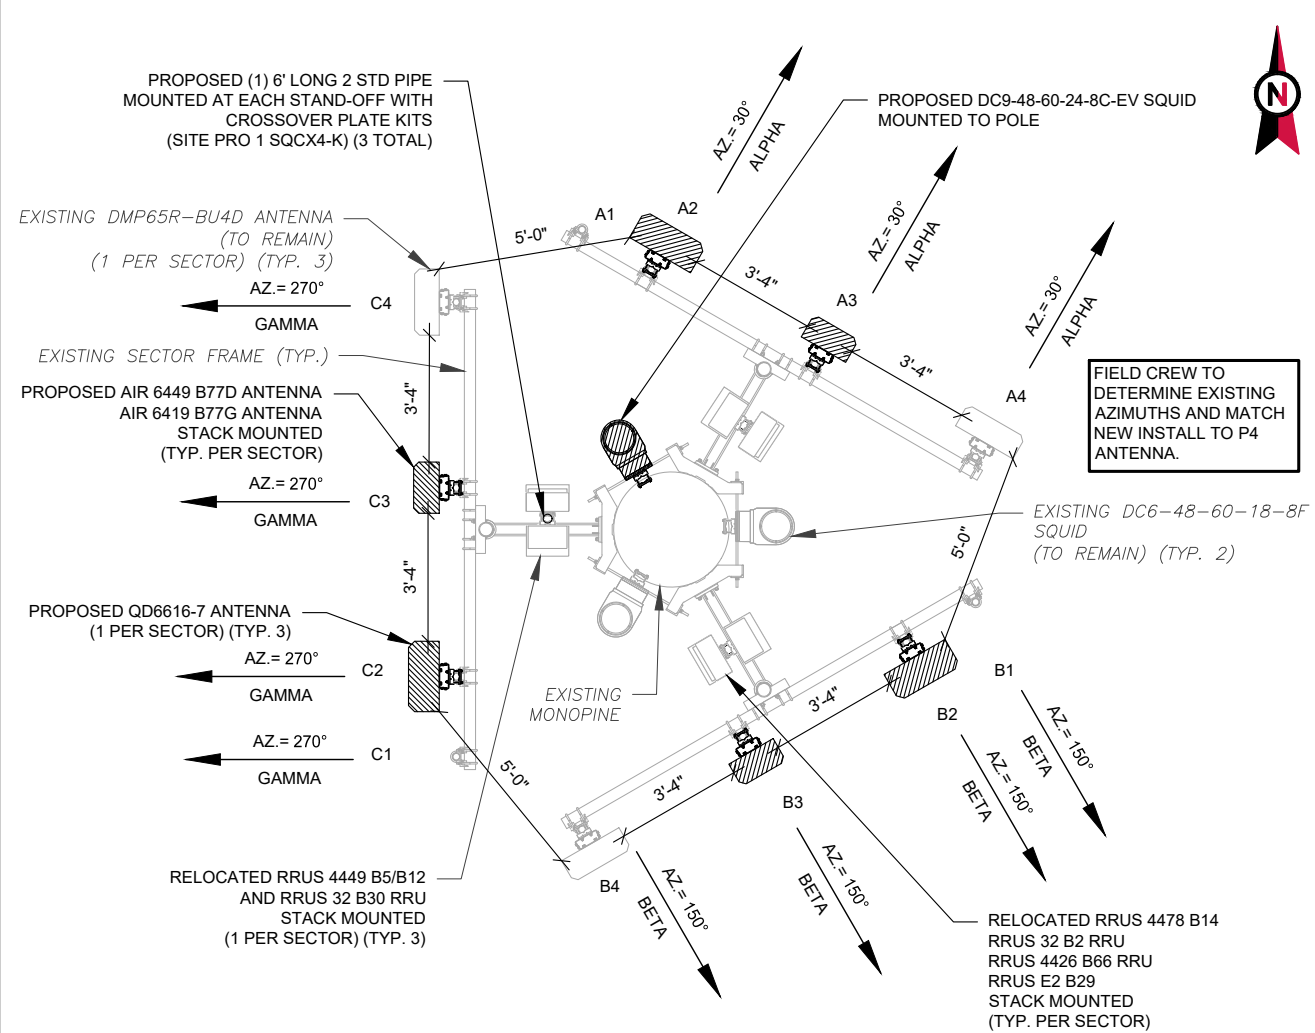 PROPOSED (1) 6' LONG 2 STD PIPE
MOUNTED AT EACH STAND-OFF WITH
CROSSOVER PLATE KITS
(SITE PRO 1 SQCX4-K) (3 TOTAL)
PROPOSED DC9-48-60-24-8C-EV SQUID
MOUNTED TO POLE
N
AZ.= 30°
ALPHA
AZ.= 30°
ALPHA
AZ.= 30°
ALPHA
A1
A2
A3
A4
5'-0"
3'-4"
3'-4"
5'-0"
EXISTING DMP65R-BU4D ANTENNA
(TO REMAIN)
(1 PER SECTOR) (TYP. 3)
AZ.= 270°
GAMMA
C4
EXISTING SECTOR FRAME (TYP.)
PROPOSED AIR 6449 B77D ANTENNA
AIR 6419 B77G ANTENNA
STACK MOUNTED
(TYP. PER SECTOR)
3'-4"
AZ.= 270°
GAMMA
C3
3'-4"
FIELD CREW TO
DETERMINE EXISTING
AZIMUTHS AND MATCH
NEW INSTALL TO P4
ANTENNA.
EXISTING DC6-48-60-18-8F
SQUID
(TO REMAIN) (TYP. 2)
PROPOSED QD6616-7 ANTENNA
(1 PER SECTOR) (TYP. 3)
AZ.= 270°
GAMMA
C2
AZ.= 270°
GAMMA
C1
EXISTING
MONOPINE
5'-0"
3'-4"
3'-4"
B1
B2
B3
B4
AZ.= 150°
BETA
AZ.= 150°
BETA
AZ.= 150°
BETA
AZ.= 150°
BETA
RELOCATED RRUS 4449 B5/B12
AND RRUS 32 B30 RRU
STACK MOUNTED
(1 PER SECTOR) (TYP. 3)
RELOCATED RRUS 4478 B14
RRUS 32 B2 RRU
RRUS 4426 B66 RRU
RRUS E2 B29
STACK MOUNTED
(TYP. PER SECTOR)